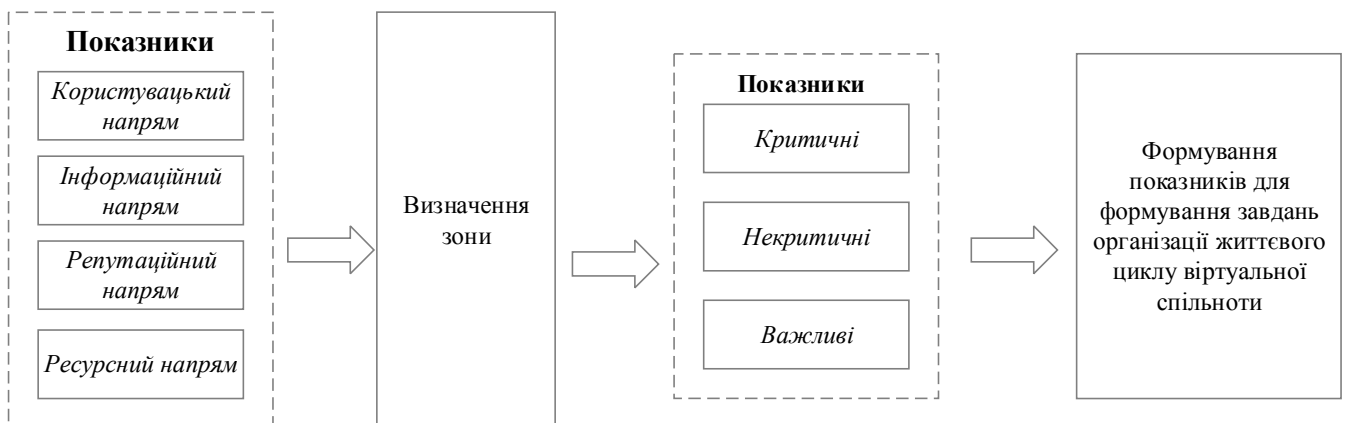 Показники
Користувацький
напрям
Інформаційний
напрям
Репутаційний
напрям
Ресурсний напрям
Визначення
зони
Показники
Критичні
Некритичні
Важливі
Формування
показників для
формування завдань
організації життєвого
циклу віртуальної
спільноти